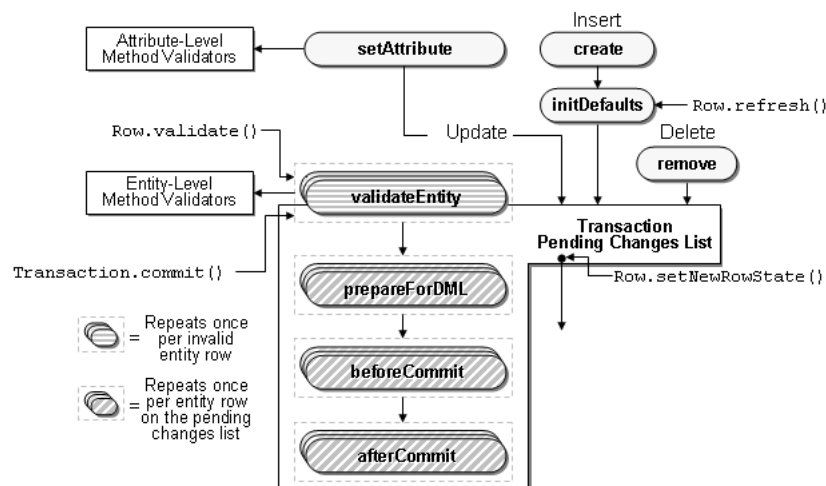 Insert
Attribute-Level
Method Validators
setAttribute
create
initDefaults
Row.refresh()
Row.validate()
Update
Delete
remove
Entity-Level
Method Validators
validateEntity
Transaction
Pending Changes List
Transaction.commit()
Row.setNewRowState()
prepareForDML
= Repeats once
per invalid
entity row
beforeCommit
= Repeats once
per entity row
on the pending
changes list
afterCommit